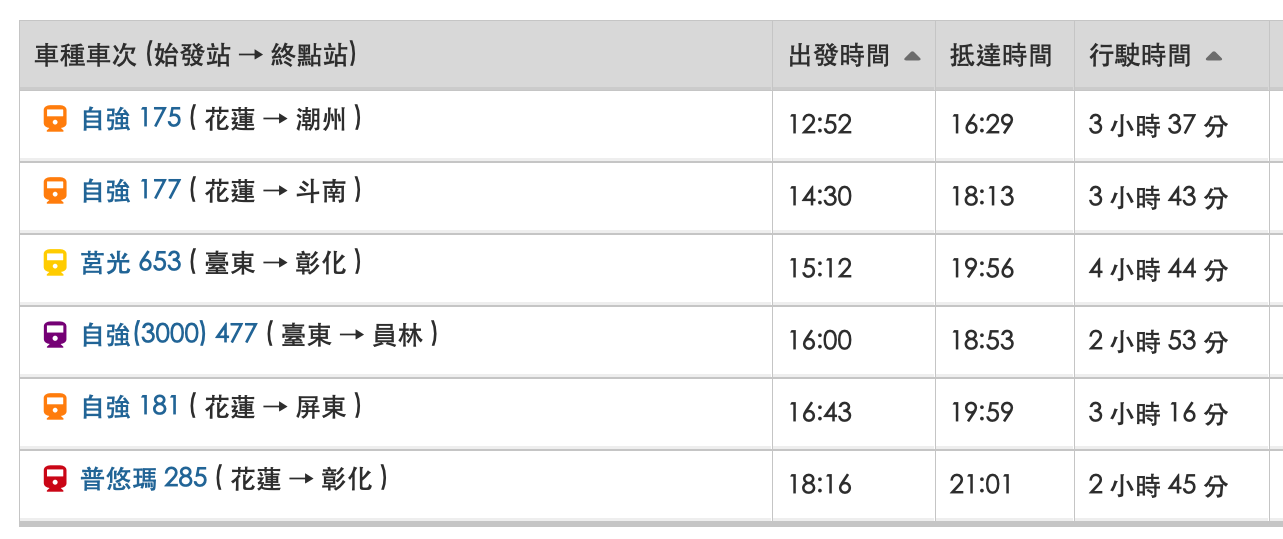 車種車次 (始發站 → 終點站) 出發時間 抵達時間 行駛時間
自強 175 ( 花蓮 → 潮州 ) 12:52 16:29 3 小時 37 分
自強 177 ( 花蓮 → 斗南 ) 14:30 18:13 3 小時 43 分
莒光 653 ( 臺東 → 彰化 ) 15:12 19:56 4 小時 44 分
自強(3000) 477 ( 臺東 → 員林 ) 16:00 18:53 2 小時 53 分
自強 181 ( 花蓮 → 屏東 ) 16:43 19:59 3 小時 16 分
普悠瑪 285 ( 花蓮 → 彰化 ) 18:16 21:01 2 小時 45 分